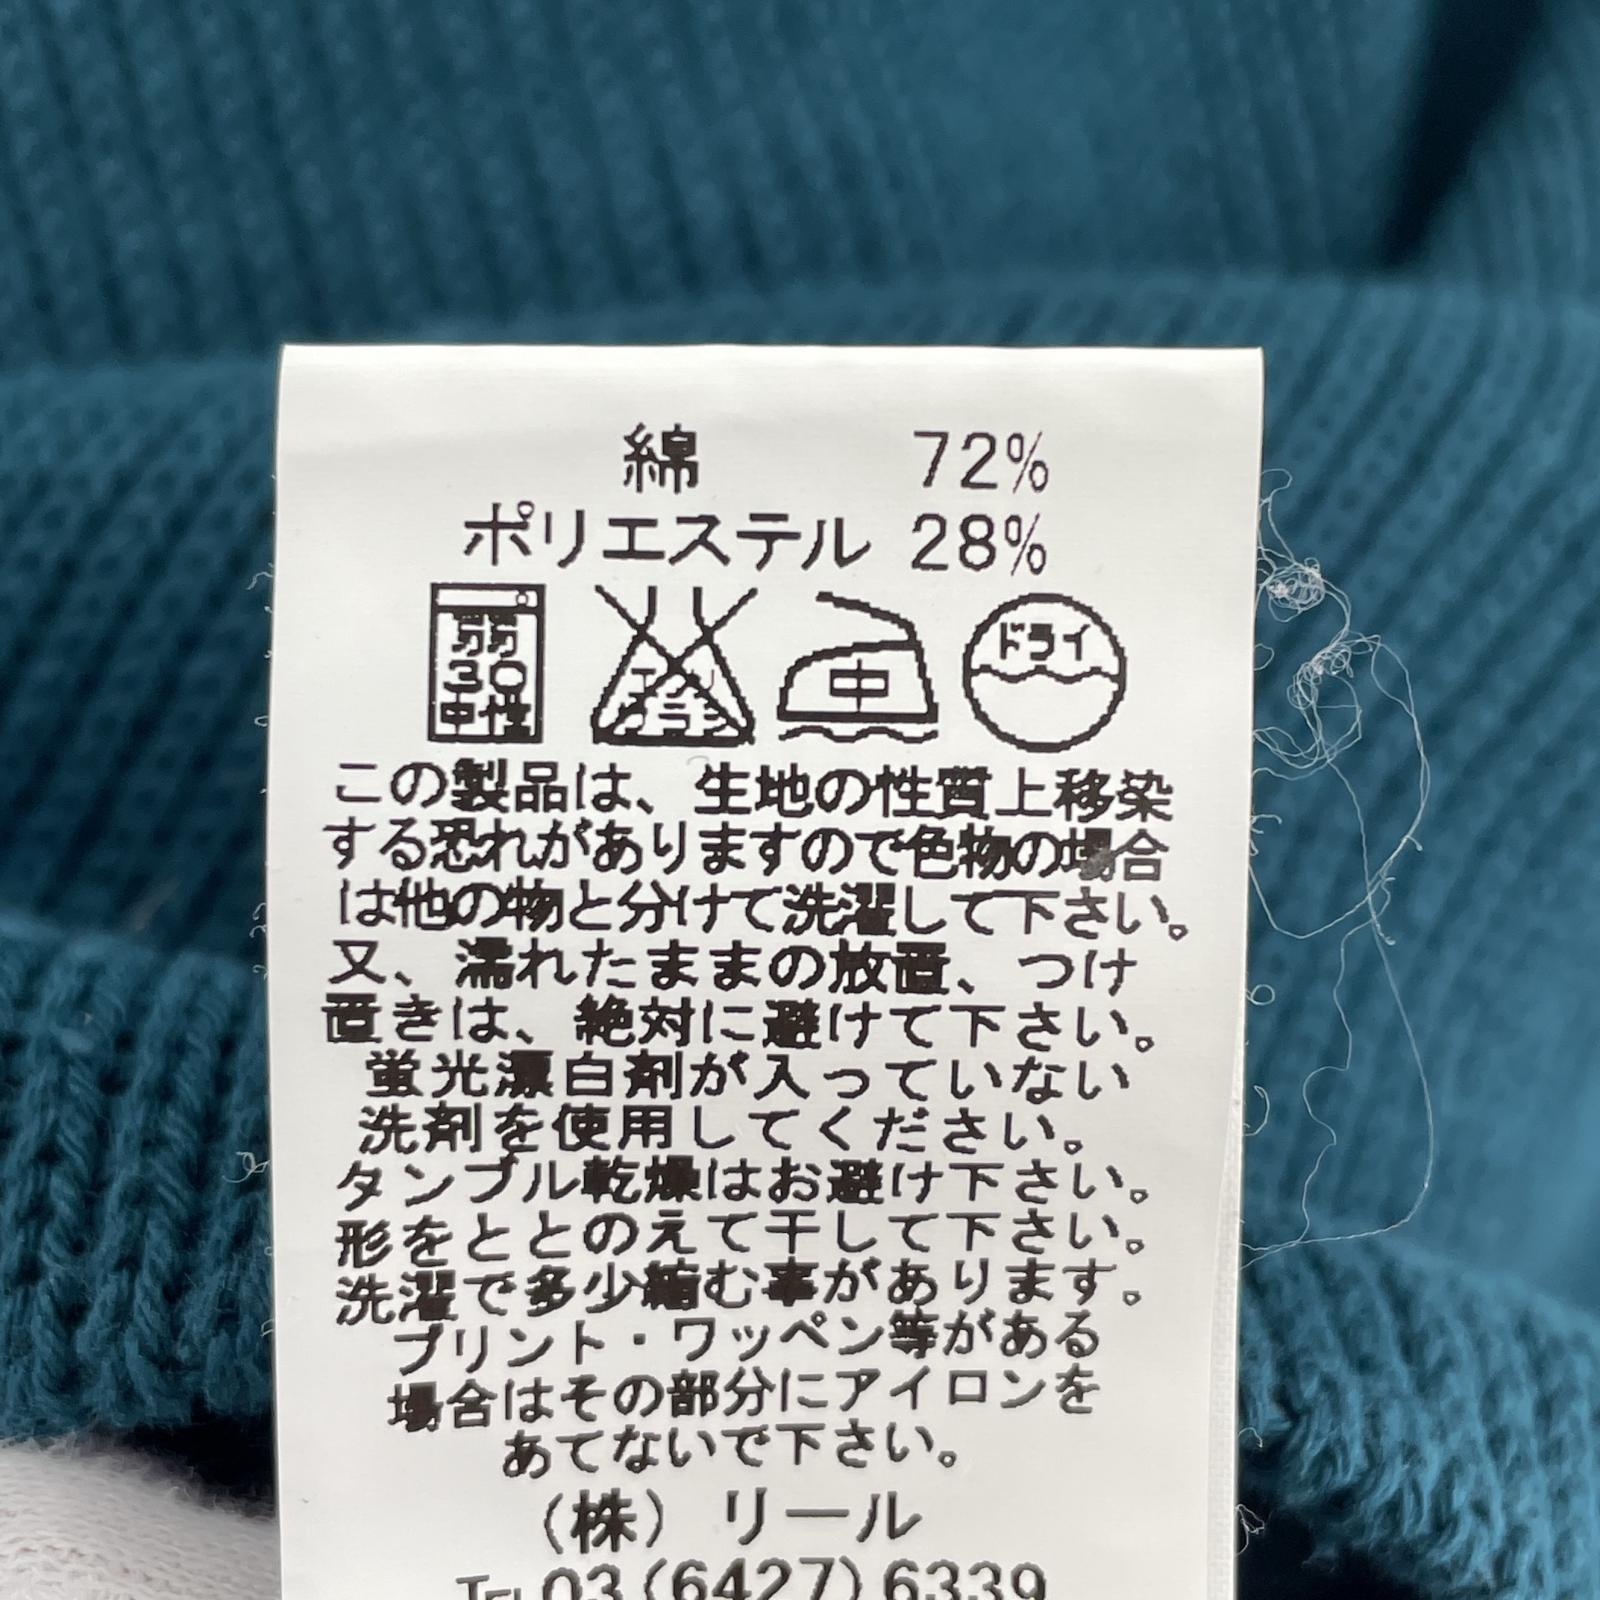 綿 72%
ポリエステル 28%
弱 30 中性 エンソ サラシ 中 ドライ
この製品は、生地の性質上移染
する恐れがありますので色物の場合
は他の物と分けて洗濯して下さい。
又、濡れたままの放置、つけ
置きは、絶対に避けて下さい。
蛍光漂白剤が入っていない
洗剤を使用してください。
タンブル乾燥はお避け下さい。
形をととのえて干して下さい。
洗濯で多少縮む事があります。
プリント・ワッペン等がある
場合はその部分にアイロンを
あてないで下さい。
(株) リール
TEL 03(6427)6339